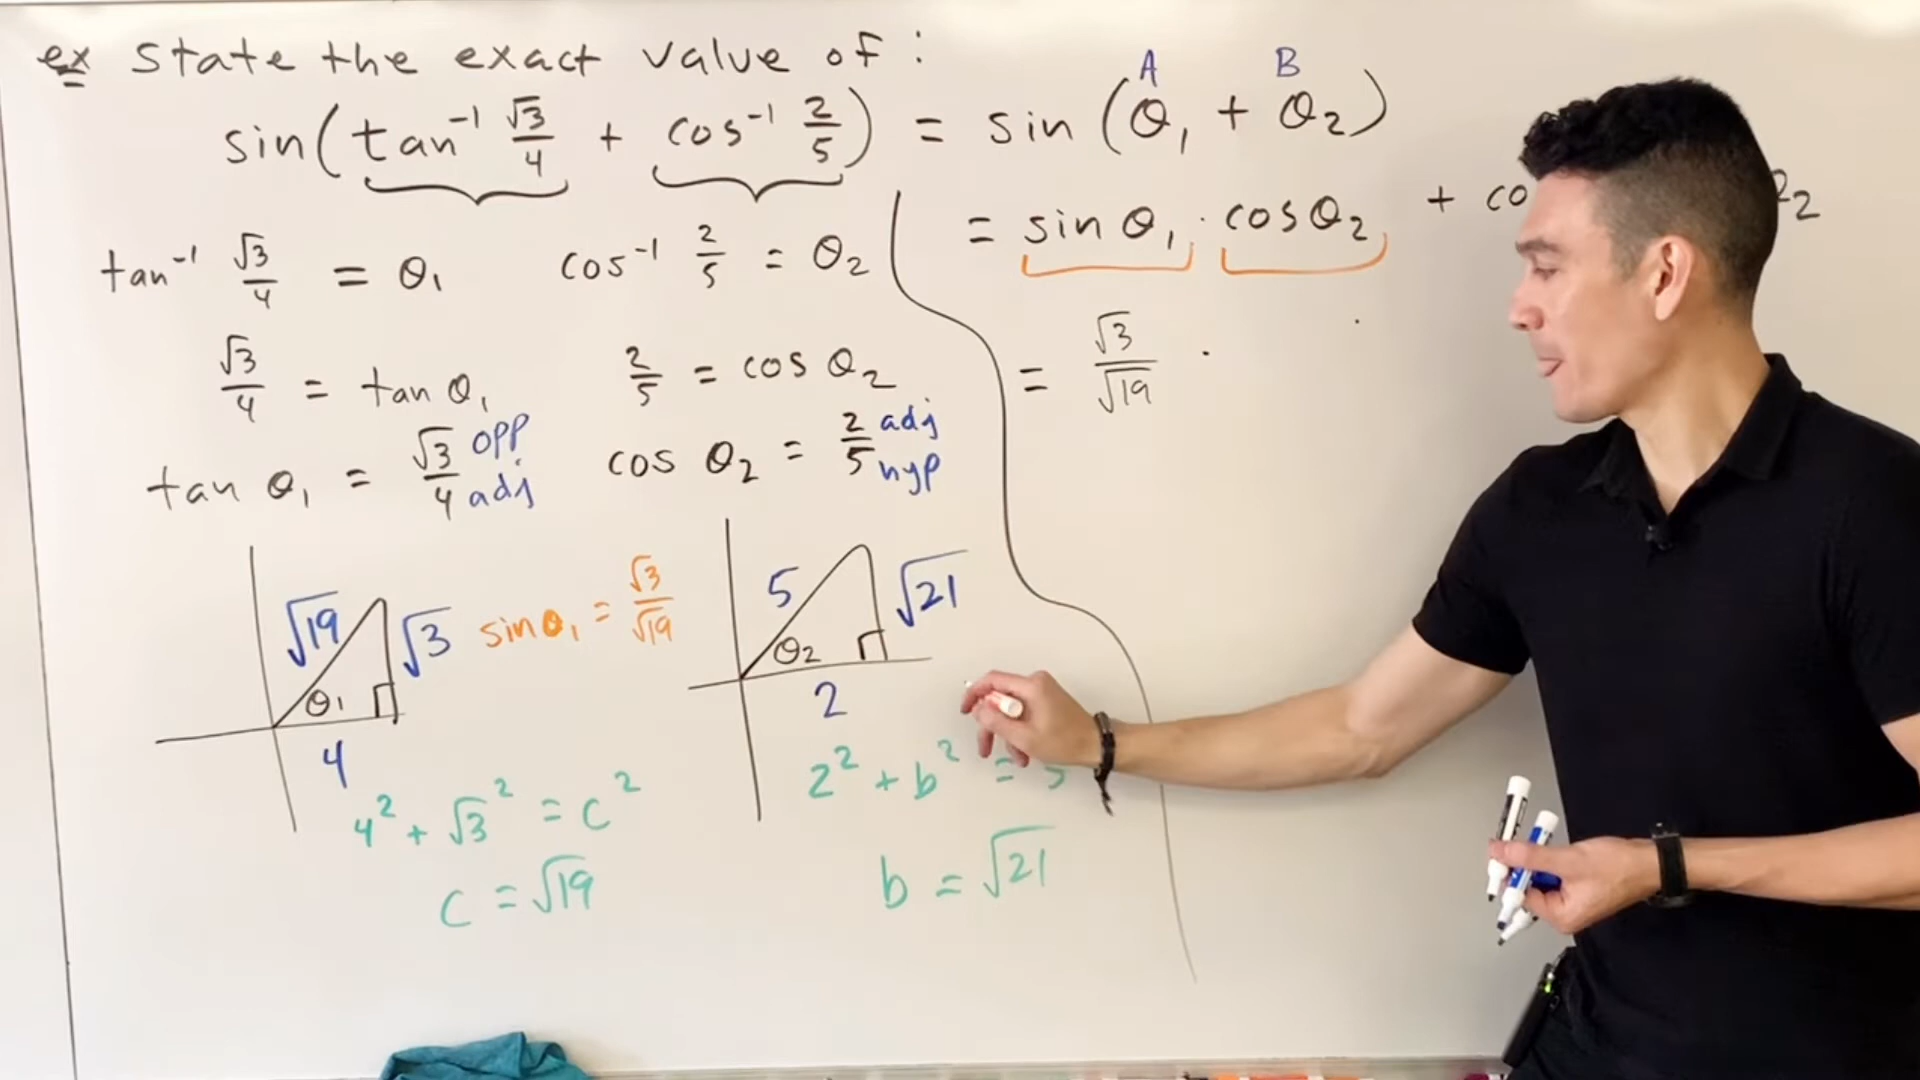 ex state the exact value of :
sin(tan⁻¹ √3/4 + cos⁻¹ 2/5) = sin(θ₁ + θ₂)
A B
= sin θ₁ · cos θ₂ + co θ₂
tan⁻¹ √3/4 = θ₁
cos⁻¹ 2/5 = θ₂
√3/4 = tan θ₁
2/5 = cos θ₂
tan θ₁ = √3/4 opp adj
cos θ₂ = 2/5 adj hyp
= √3/√19 ·
√19 √3
θ₁
4
sin θ₁ = √3/√19
5 √21
θ₂
2
4² + √3² = c²
c = √19
2² + b² = 5
b = √21